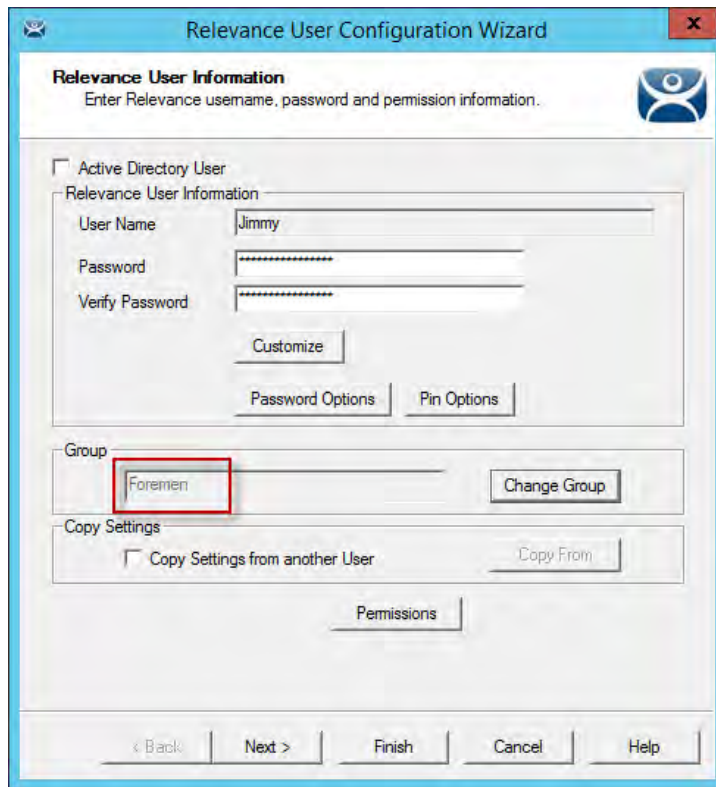 Relevance User Configuration Wizard
x
Relevance User Information
Enter Relevance username, password and permission information.
Active Directory User
Relevance User Information
User Name Jimmy
Password ****************
Verify Password ****************
Customize
Password Options Pin Options
Group
Foremen Change Group
Copy Settings
Copy Settings from another User Copy From
Permissions
< Back Next > Finish Cancel Help